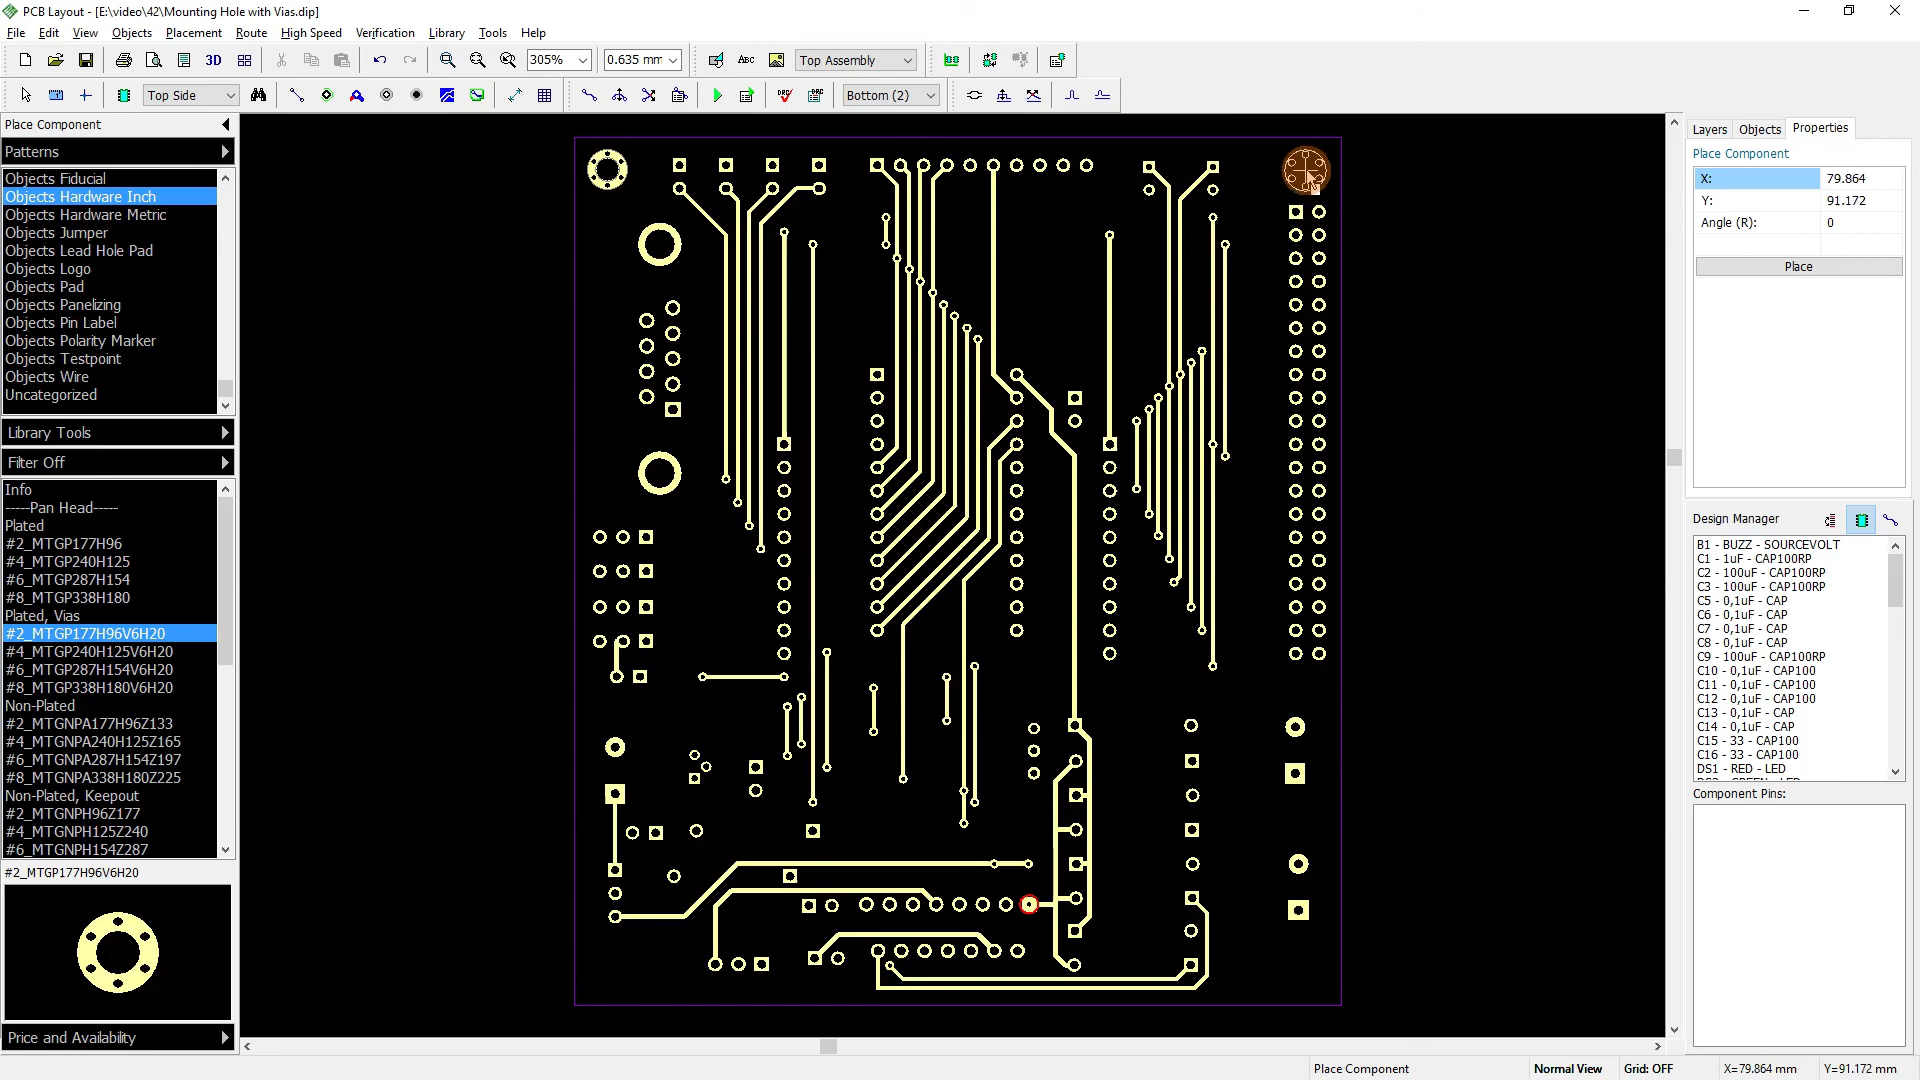 PCB Layout - [E:\video\42\Mounting Hole with Vias.dip]
File Edit View Objects Placement Route High Speed Verification Library Tools Help
3D 305% 0.635 mm Abc Top Assembly
Top Side DRC Bottom (2)
Place Component
Patterns
Objects Fiducial
Objects Hardware Inch
Objects Hardware Metric
Objects Jumper
Objects Lead Hole Pad
Objects Logo
Objects Pad
Objects Panelizing
Objects Pin Label
Objects Polarity Marker
Objects Testpoint
Objects Wire
Uncategorized
Library Tools
Filter Off
Info
-----Pan Head-----
Plated
#2_MTGP177H96
#4_MTGP240H125
#6_MTGP287H154
#8_MTGP338H180
Plated, Vias
#2_MTGP177H96V6H20
#4_MTGP240H125V6H20
#6_MTGP287H154V6H20
#8_MTGP338H180V6H20
Non-Plated
#2_MTGNPA177H96Z133
#4_MTGNPA240H125Z165
#6_MTGNPA287H154Z197
#8_MTGNPA338H180Z225
Non-Plated, Keepout
#2_MTGNPH96Z177
#4_MTGNPH125Z240
#6_MTGNPH154Z287
#2_MTGP177H96V6H20
Price and Availability
Layers Objects Properties
Place Component
X: 79.864
Y: 91.172
Angle (R): 0
Place
Design Manager
B1 - BUZZ - SOURCEVOLT
C1 - 1uF - CAP100RP
C2 - 100uF - CAP100RP
C3 - 100uF - CAP100RP
C5 - 0,1uF - CAP
C6 - 0,1uF - CAP
C7 - 0,1uF - CAP
C8 - 0,1uF - CAP
C9 - 100uF - CAP100RP
C10 - 0,1uF - CAP100
C11 - 0,1uF - CAP100
C12 - 0,1uF - CAP100
C13 - 0,1uF - CAP
C14 - 0,1uF - CAP
C15 - 33 - CAP100
C16 - 33 - CAP100
DS1 - RED - LED
Component Pins:
Place Component Normal View Grid: OFF X=79.864 mm Y=91.172 mm